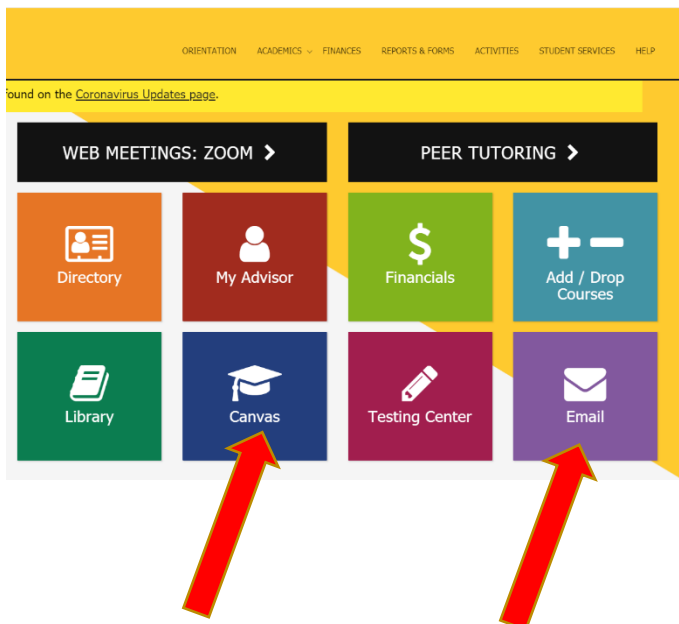 ORIENTATION ACADEMICS FINANCES REPORTS & FORMS ACTIVITIES STUDENT SERVICES HELP
found on the Coronavirus Updates page.
WEB MEETINGS: ZOOM PEER TUTORING
Directory My Advisor Financials Add / Drop
Courses
Library Canvas Testing Center Email